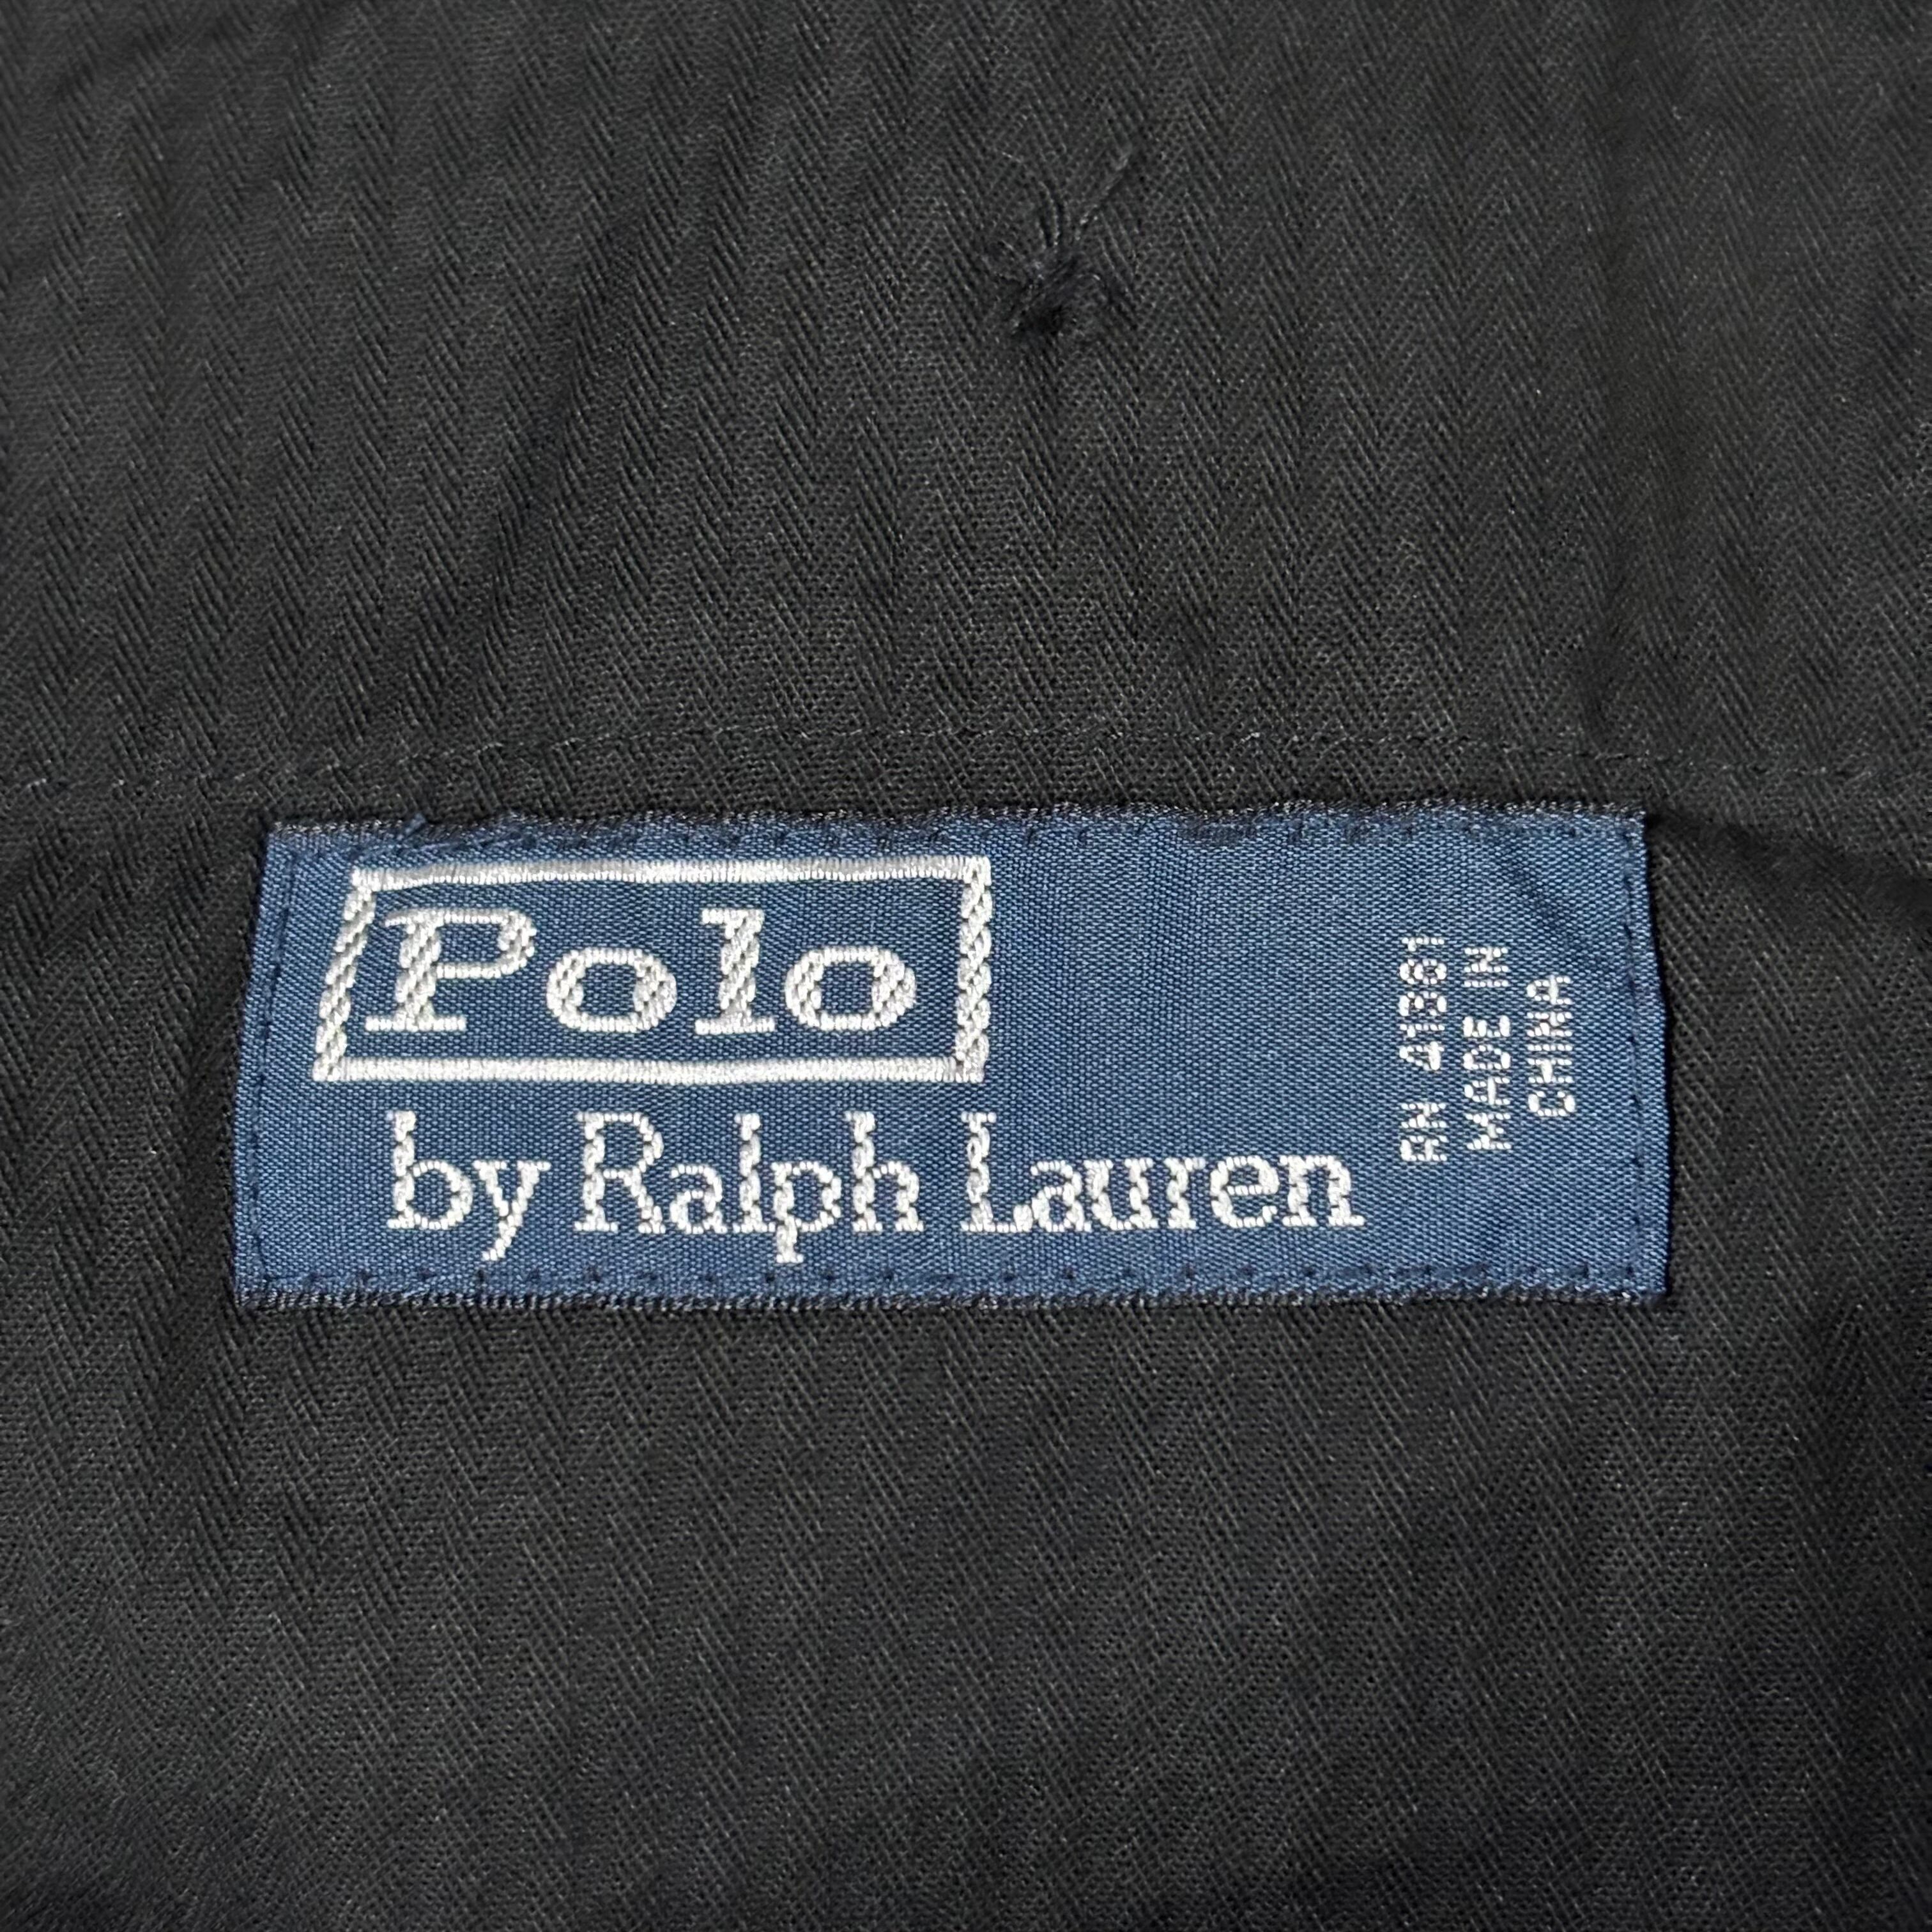 Polo
by Ralph Lauren
RN 41381
MADE IN
CHINA